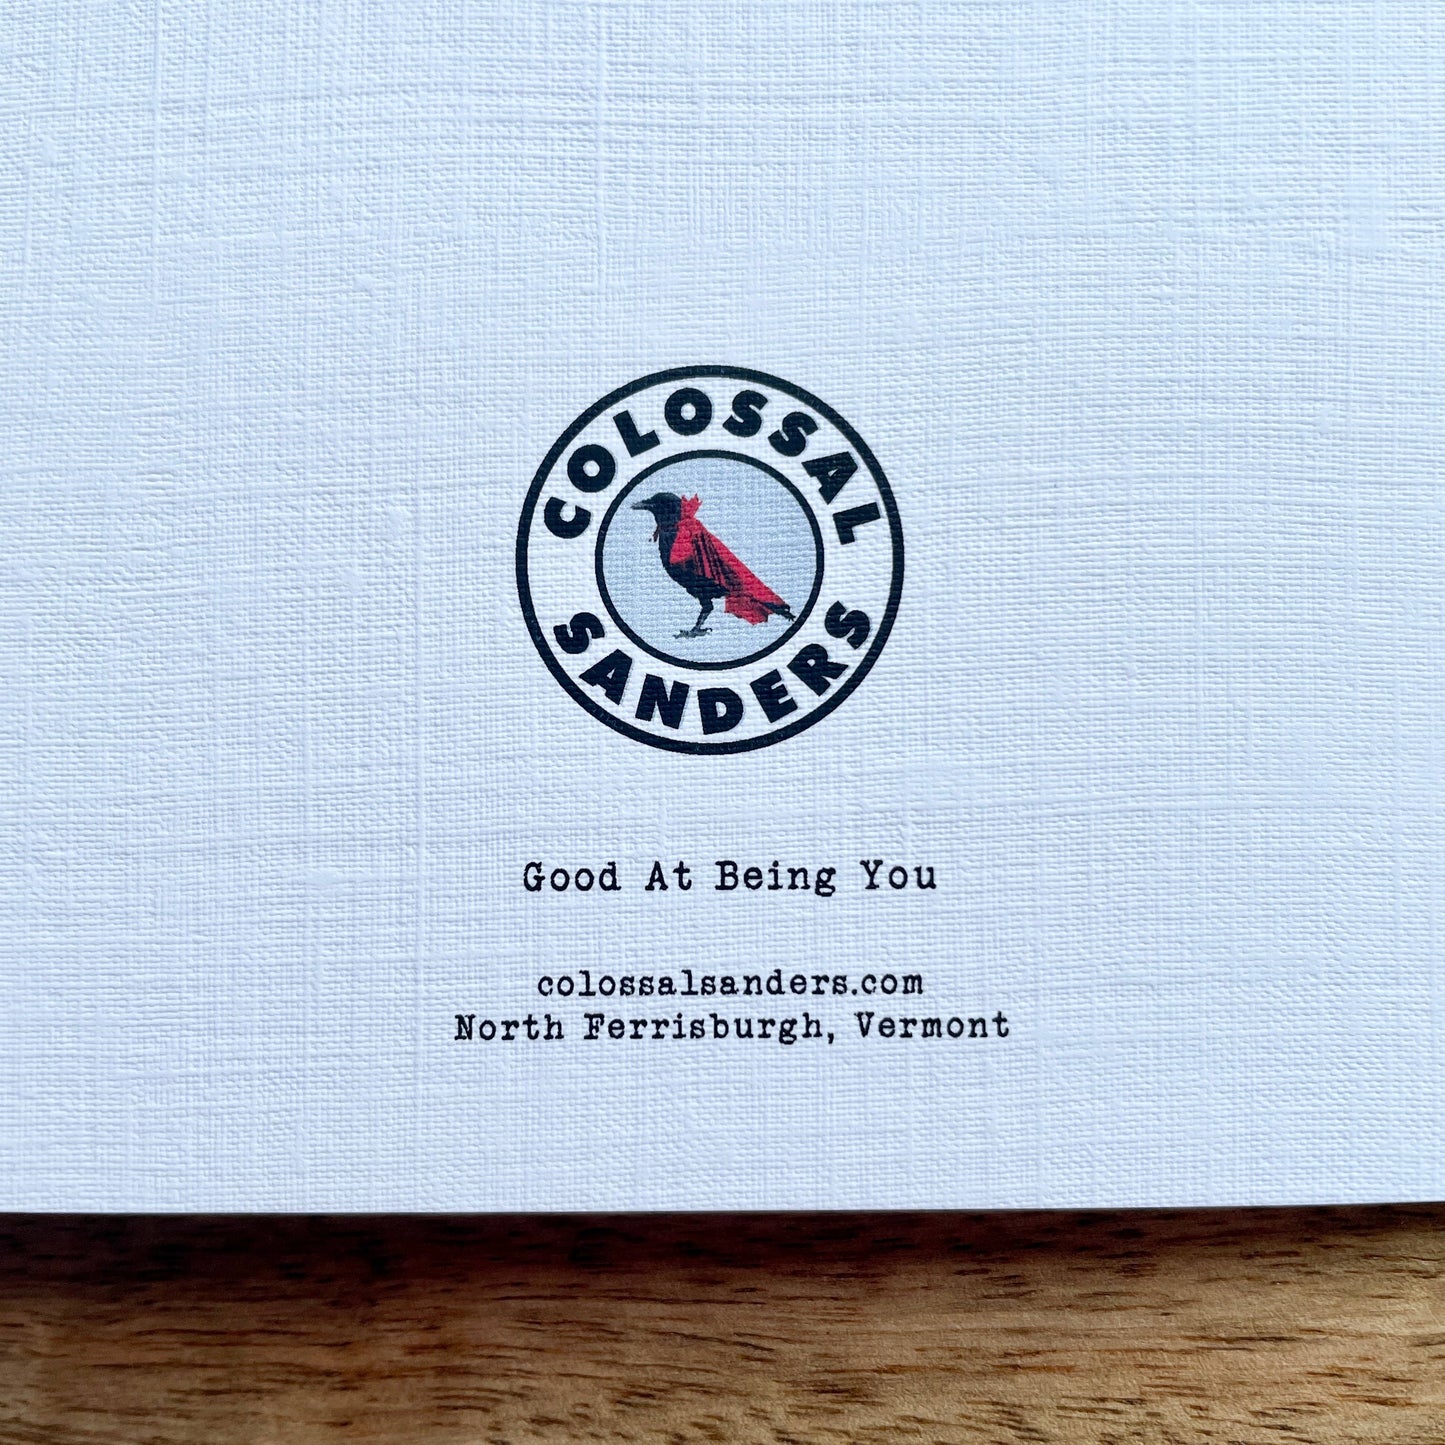 COLOSSAL
SANDERS
Good At Being You
colossalsanders.com
North Ferrisburgh, Vermont